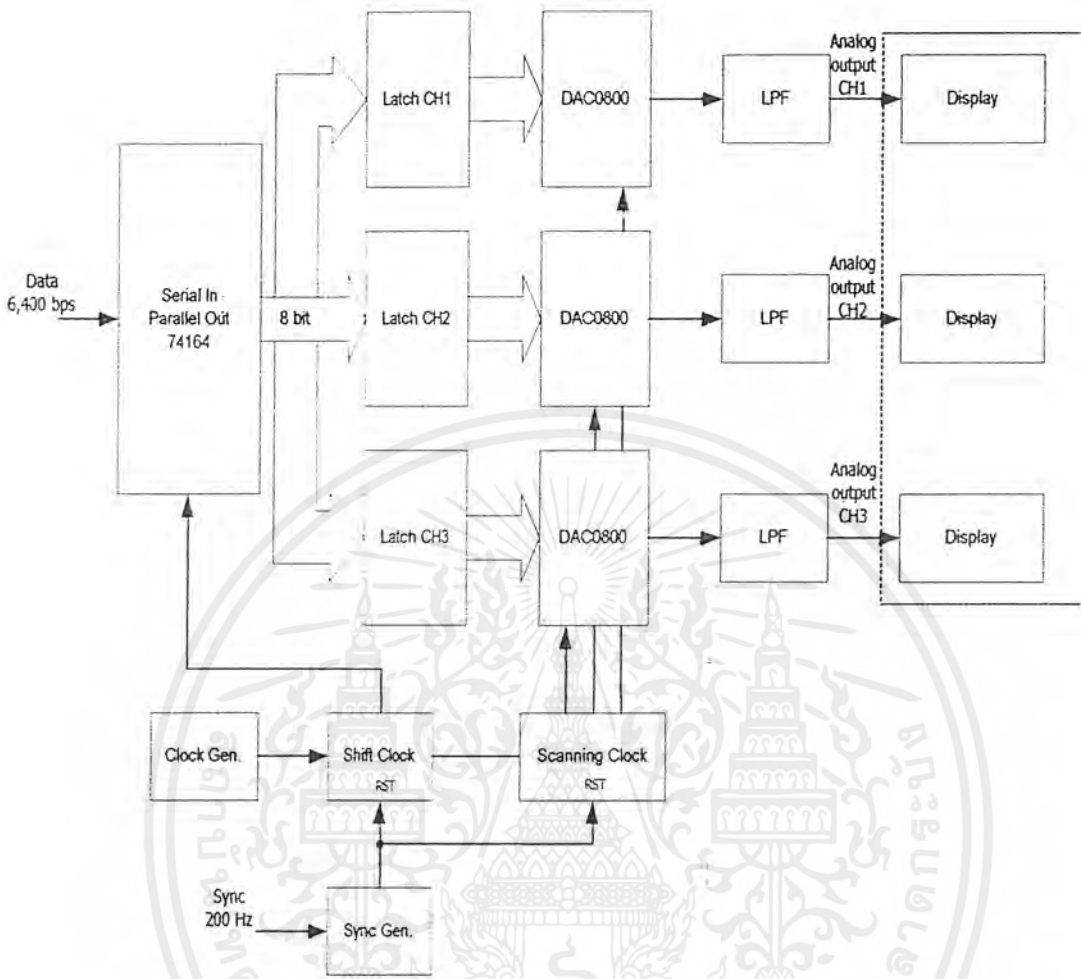 Analog
output
CH1
Latch CH1
DAC0800
LPF
Display
Data
6,400 bps
Serial In
Parallel Out
74164
8 bit
Latch CH2
DAC0800
LPF
Analog
output
CH2
Display
Latch CH3
DAC0800
LPF
Analog
output
CH3
Display
Clock Gen.
Shift Clock
RST
Scanning Clock
RST
Sync
200 Hz
Sync Gen.